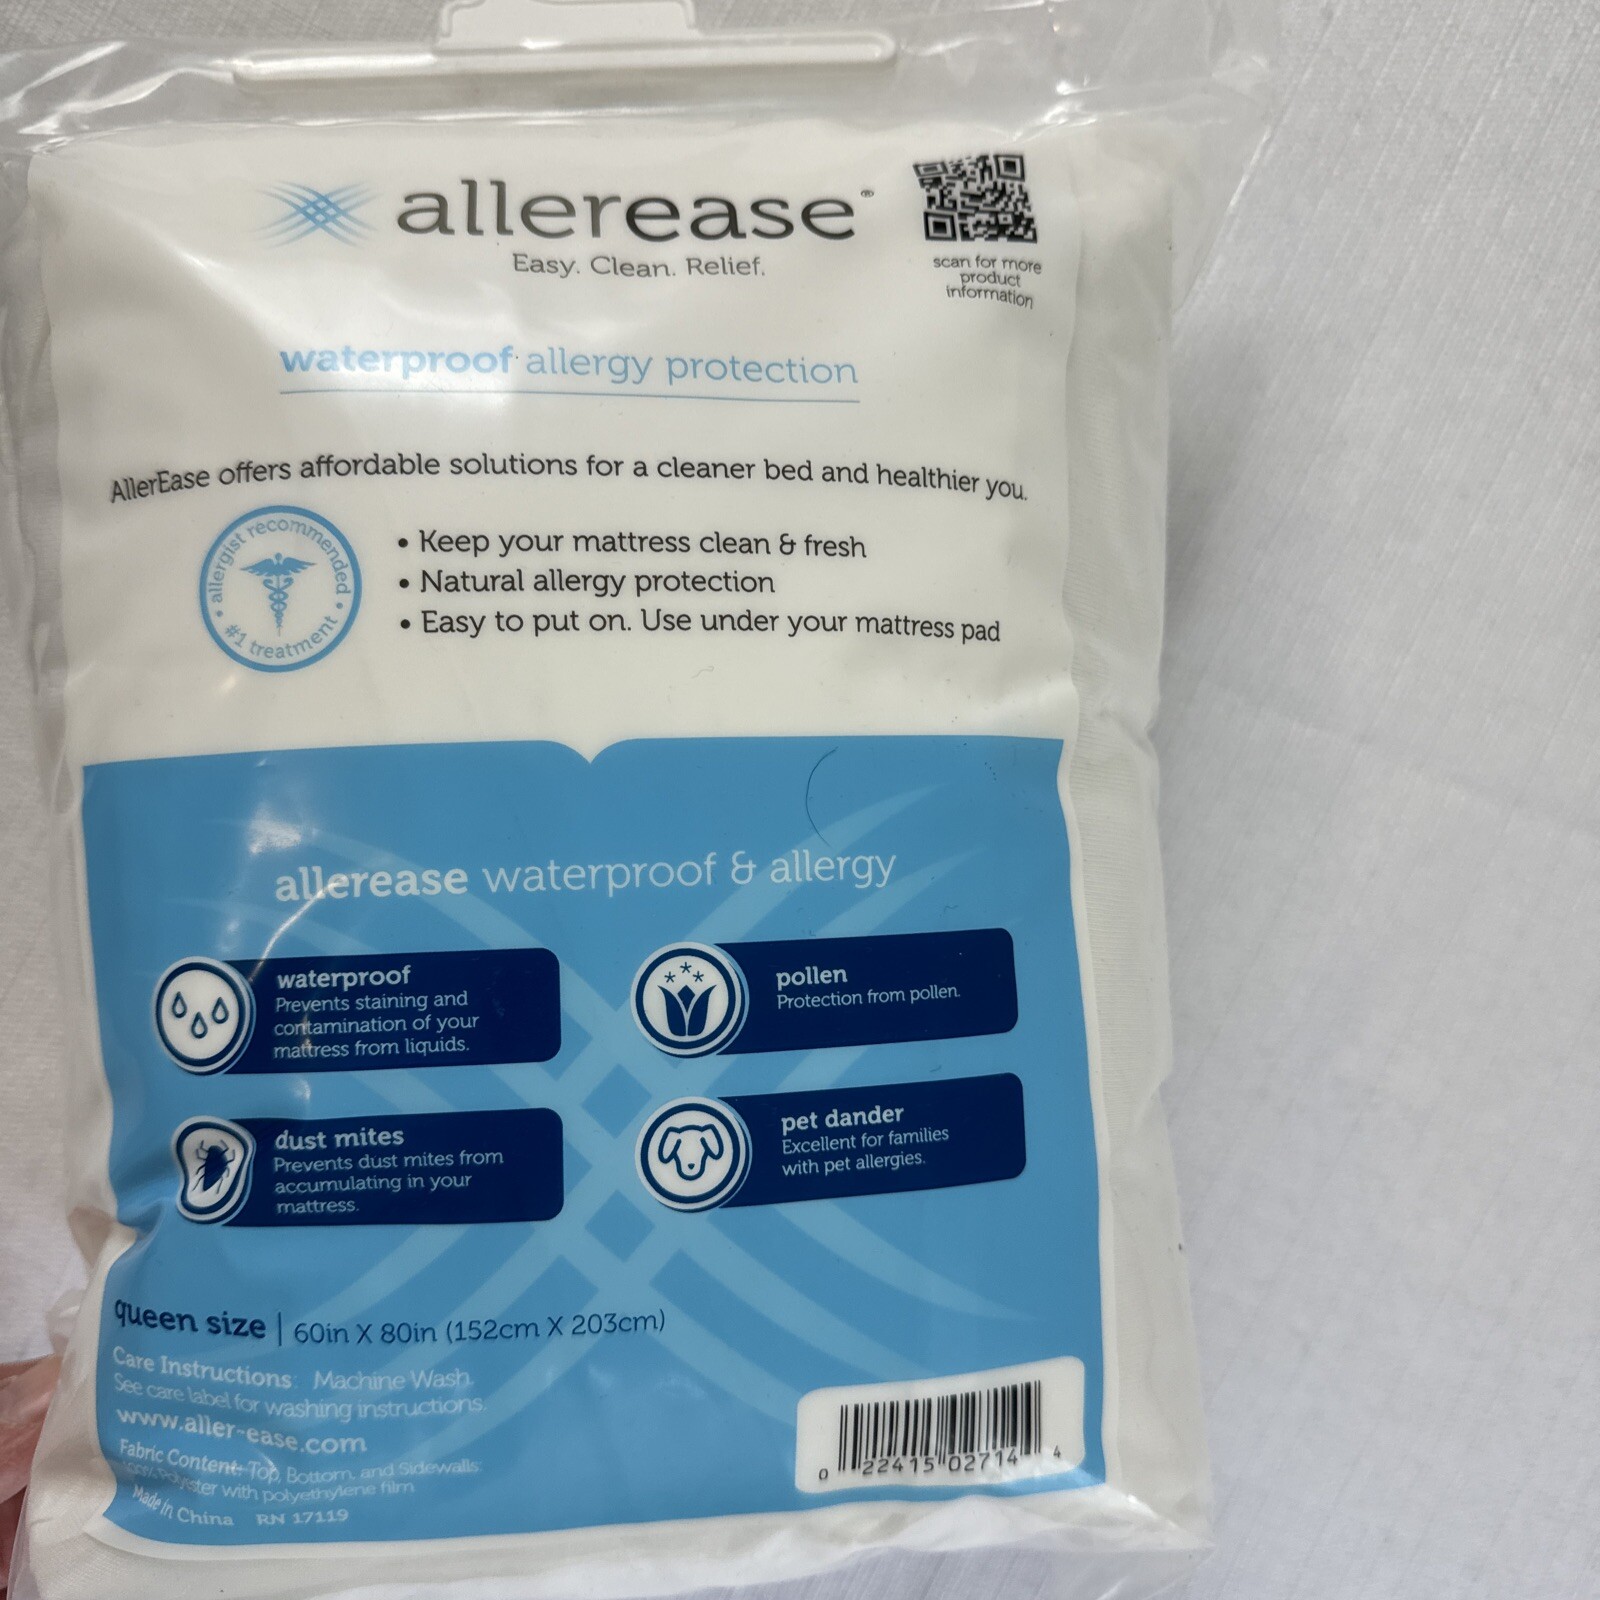 allerease®
Easy. Clean. Relief.
scan for more
product
information
waterproof allergy protection
AllerEase offers affordable solutions for a cleaner bed and healthier you.
• allergist recommended •
#1 treatment
• Keep your mattress clean & fresh
• Natural allergy protection
• Easy to put on. Use under your mattress pad
allerease waterproof & allergy
waterproof
Prevents staining and
contamination of your
mattress from liquids.
pollen
Protection from pollen.
dust mites
Prevents dust mites from
accumulating in your
mattress.
pet dander
Excellent for families
with pet allergies.
queen size | 60in X 80in (152cm X 203cm)
Care Instructions: Machine Wash.
See care label for washing instructions.
www.aller-ease.com
Fabric Content: Top, Bottom, and Sidewalls:
100% Polyester with polyethylene film
Made in China RN 17119
0 22415 02714 4